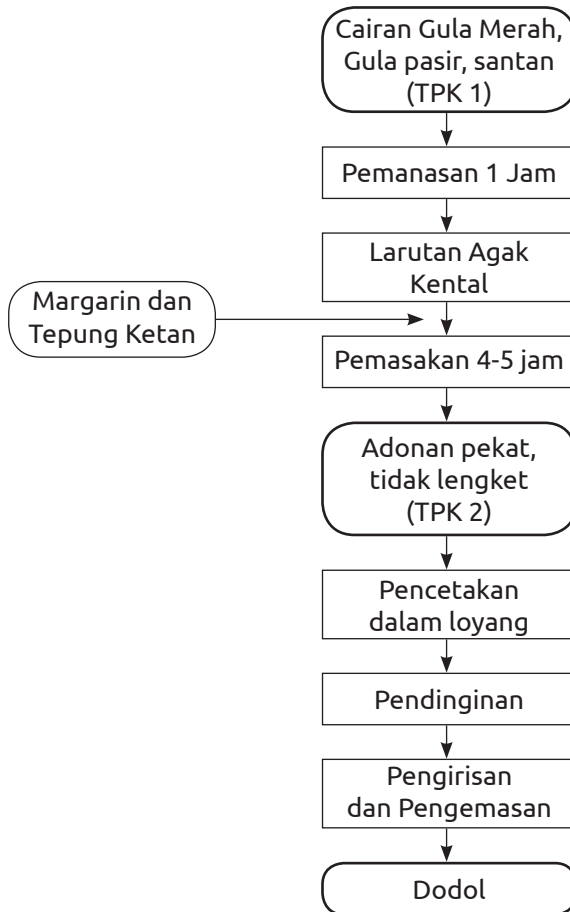 Cairan Gula Merah,
Gula pasir, santan
(TPK 1)
Pemanasan 1 Jam
Larutan Agak
Kental
Margarin dan
Tepung Ketan
Pemasakan 4-5 jam
Adonan pekat,
tidak lengket
(TPK 2)
Pencetakan
dalam loyang
Pendinginan
Pengirisan
dan Pengemasan
Dodol